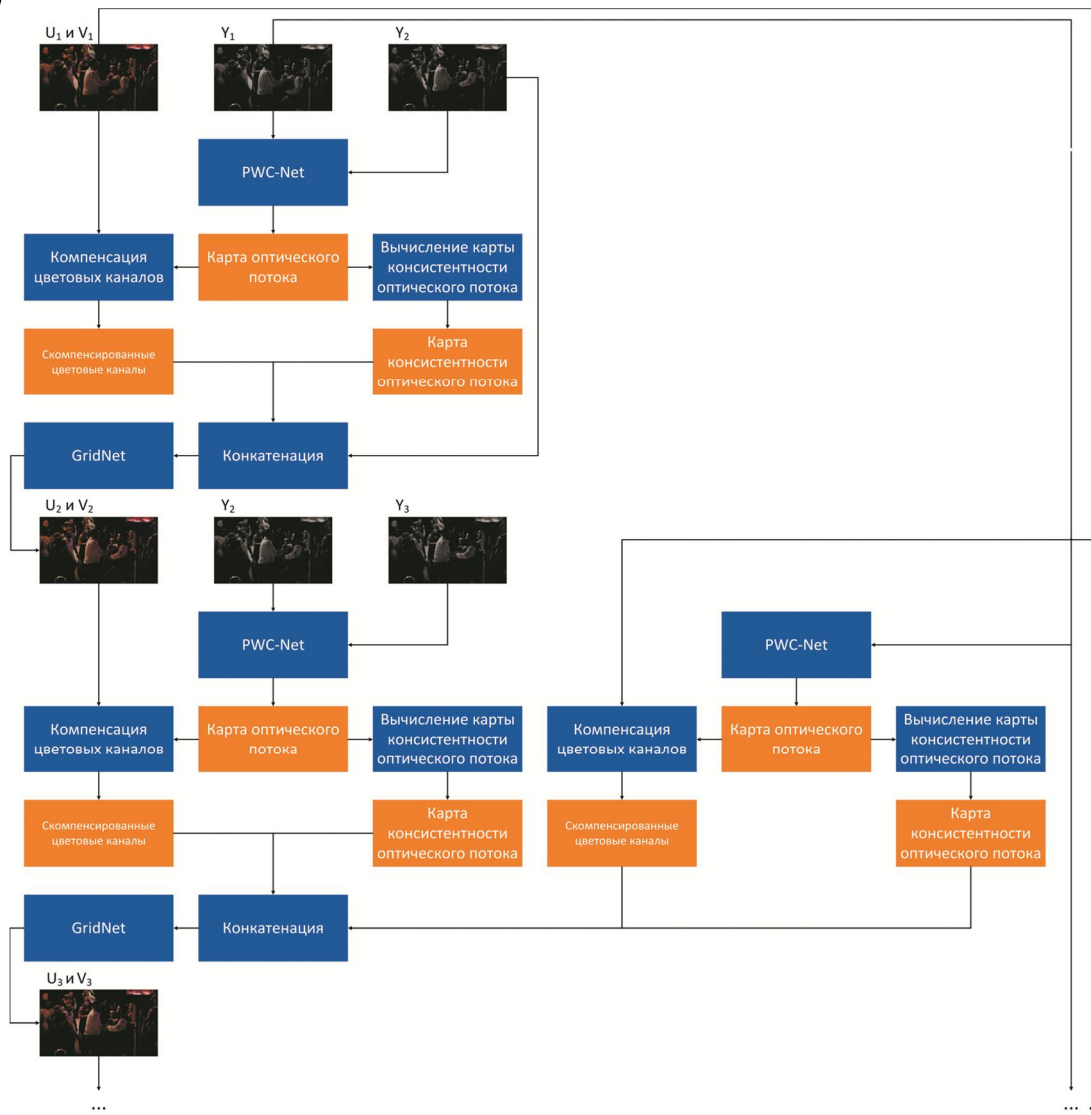 U₁ и V₁
Y₁
Y₂
PWC-Net
Компенсация
цветовых каналов
Карта оптического
потока
Вычисление карты
консистентности
оптического потока
Скомпенсированные
цветовые каналы
Карта
консистентности
оптического потока
GridNet
Конкатенация
U₂ и V₂
Y₂
Y₃
PWC-Net
PWC-Net
Компенсация
цветовых каналов
Карта оптического
потока
Вычисление карты
консистентности
оптического потока
Компенсация
цветовых каналов
Карта оптического
потока
Вычисление карты
консистентности
оптического потока
Скомпенсированные
цветовые каналы
Карта
консистентности
оптического потока
Скомпенсированные
цветовые каналы
Карта
консистентности
оптического потока
GridNet
Конкатенация
U₃ и V₃
...
...